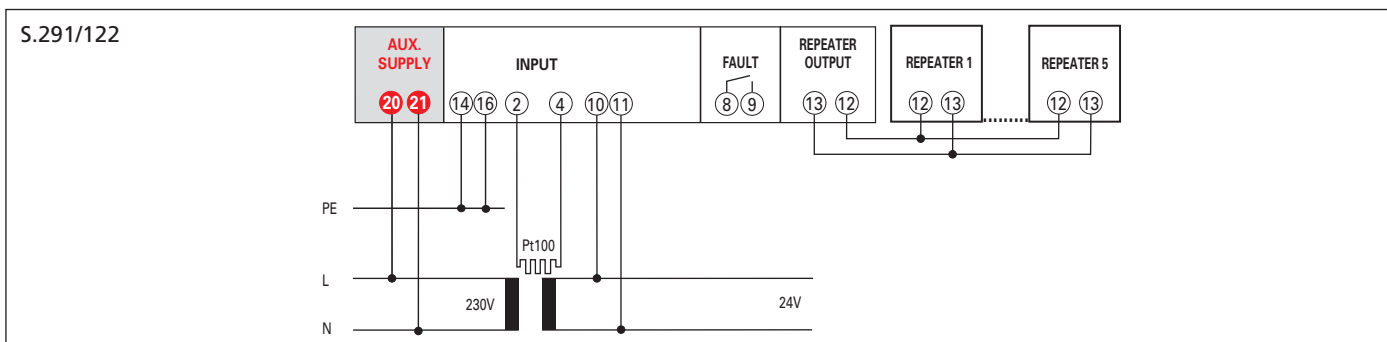 S.291/122
AUX.
SUPPLY
INPUT
FAULT
REPEATER
OUTPUT
REPEATER 1
REPEATER 5
20 21 14 16 2 4 10 11 8 9 13 12 12 13 12 13
PE
Pt100
L
230V
24V
N